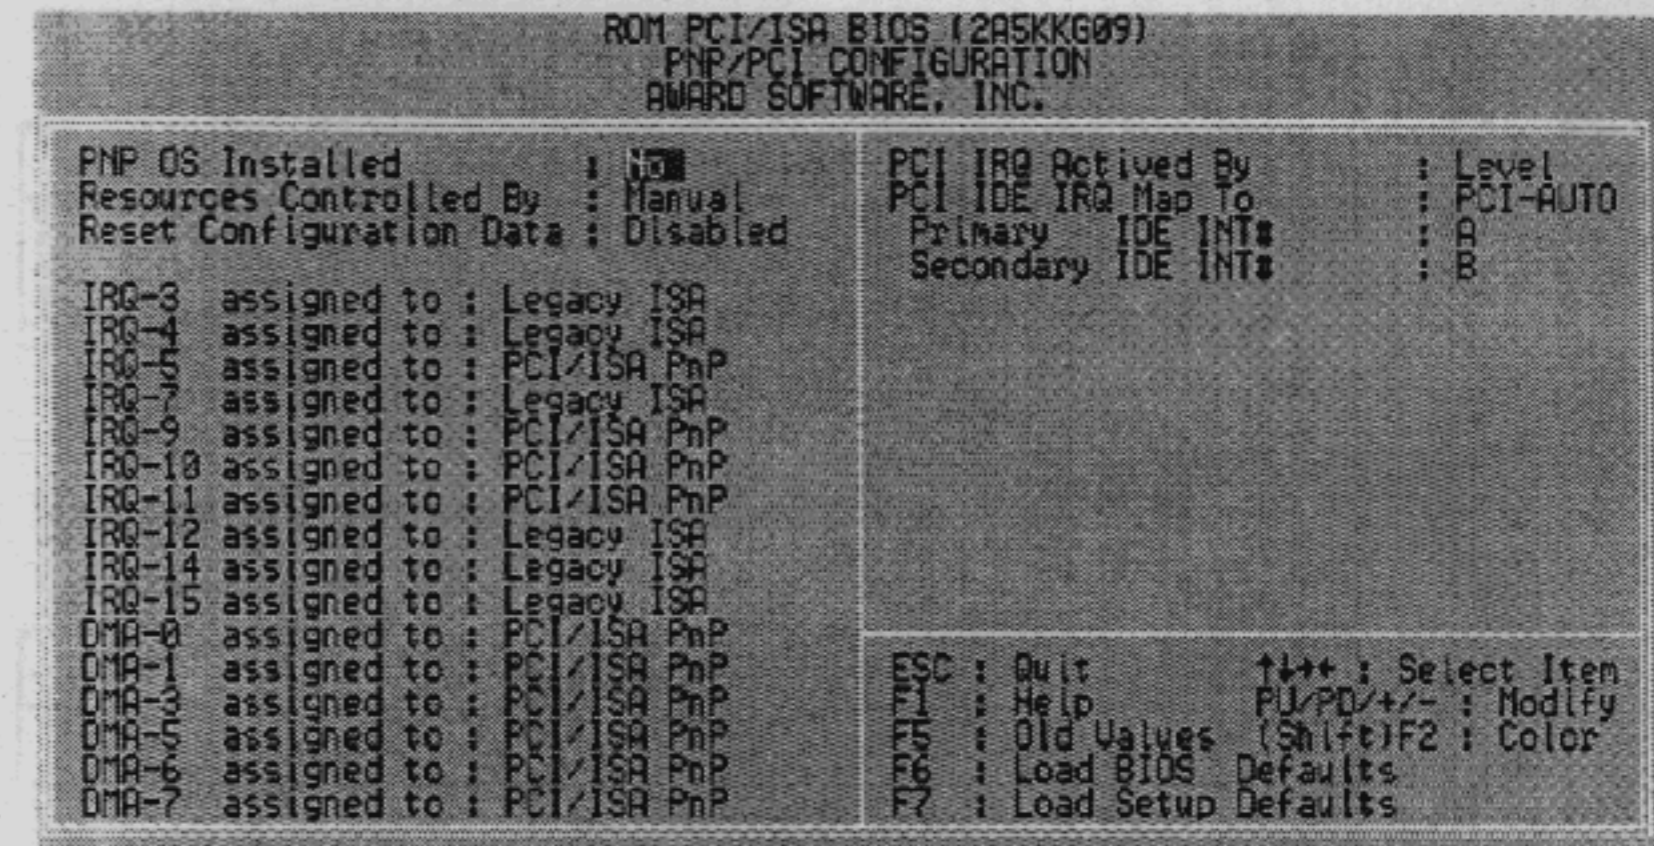 ROM PCI/ISA BIOS (2A5KKG09)
PNP/PCI CONFIGURATION
AWARD SOFTWARE, INC.
PNP OS Installed : No
Resources Controlled By : Manual
Reset Configuration Data : Disabled
IRQ-3 assigned to : Legacy ISA
IRQ-4 assigned to : Legacy ISA
IRQ-5 assigned to : PCI/ISA PnP
IRQ-7 assigned to : Legacy ISA
IRQ-9 assigned to : PCI/ISA PnP
IRQ-10 assigned to : PCI/ISA PnP
IRQ-11 assigned to : PCI/ISA PnP
IRQ-12 assigned to : Legacy ISA
IRQ-14 assigned to : Legacy ISA
IRQ-15 assigned to : Legacy ISA
DMA-0 assigned to : PCI/ISA PnP
DMA-1 assigned to : PCI/ISA PnP
DMA-3 assigned to : PCI/ISA PnP
DMA-5 assigned to : PCI/ISA PnP
DMA-6 assigned to : PCI/ISA PnP
DMA-7 assigned to : PCI/ISA PnP
PCI IRQ Actived By : Level
PCI IDE IRQ Map To : PCI-AUTO
Primary IDE INT# : A
Secondary IDE INT# : B
ESC : Quit ↑↓→← : Select Item
F1 : Help PU/PD/+/- : Modify
F5 : Old Values (Shift)F2 : Color
F6 : Load BIOS Defaults
F7 : Load Setup Defaults